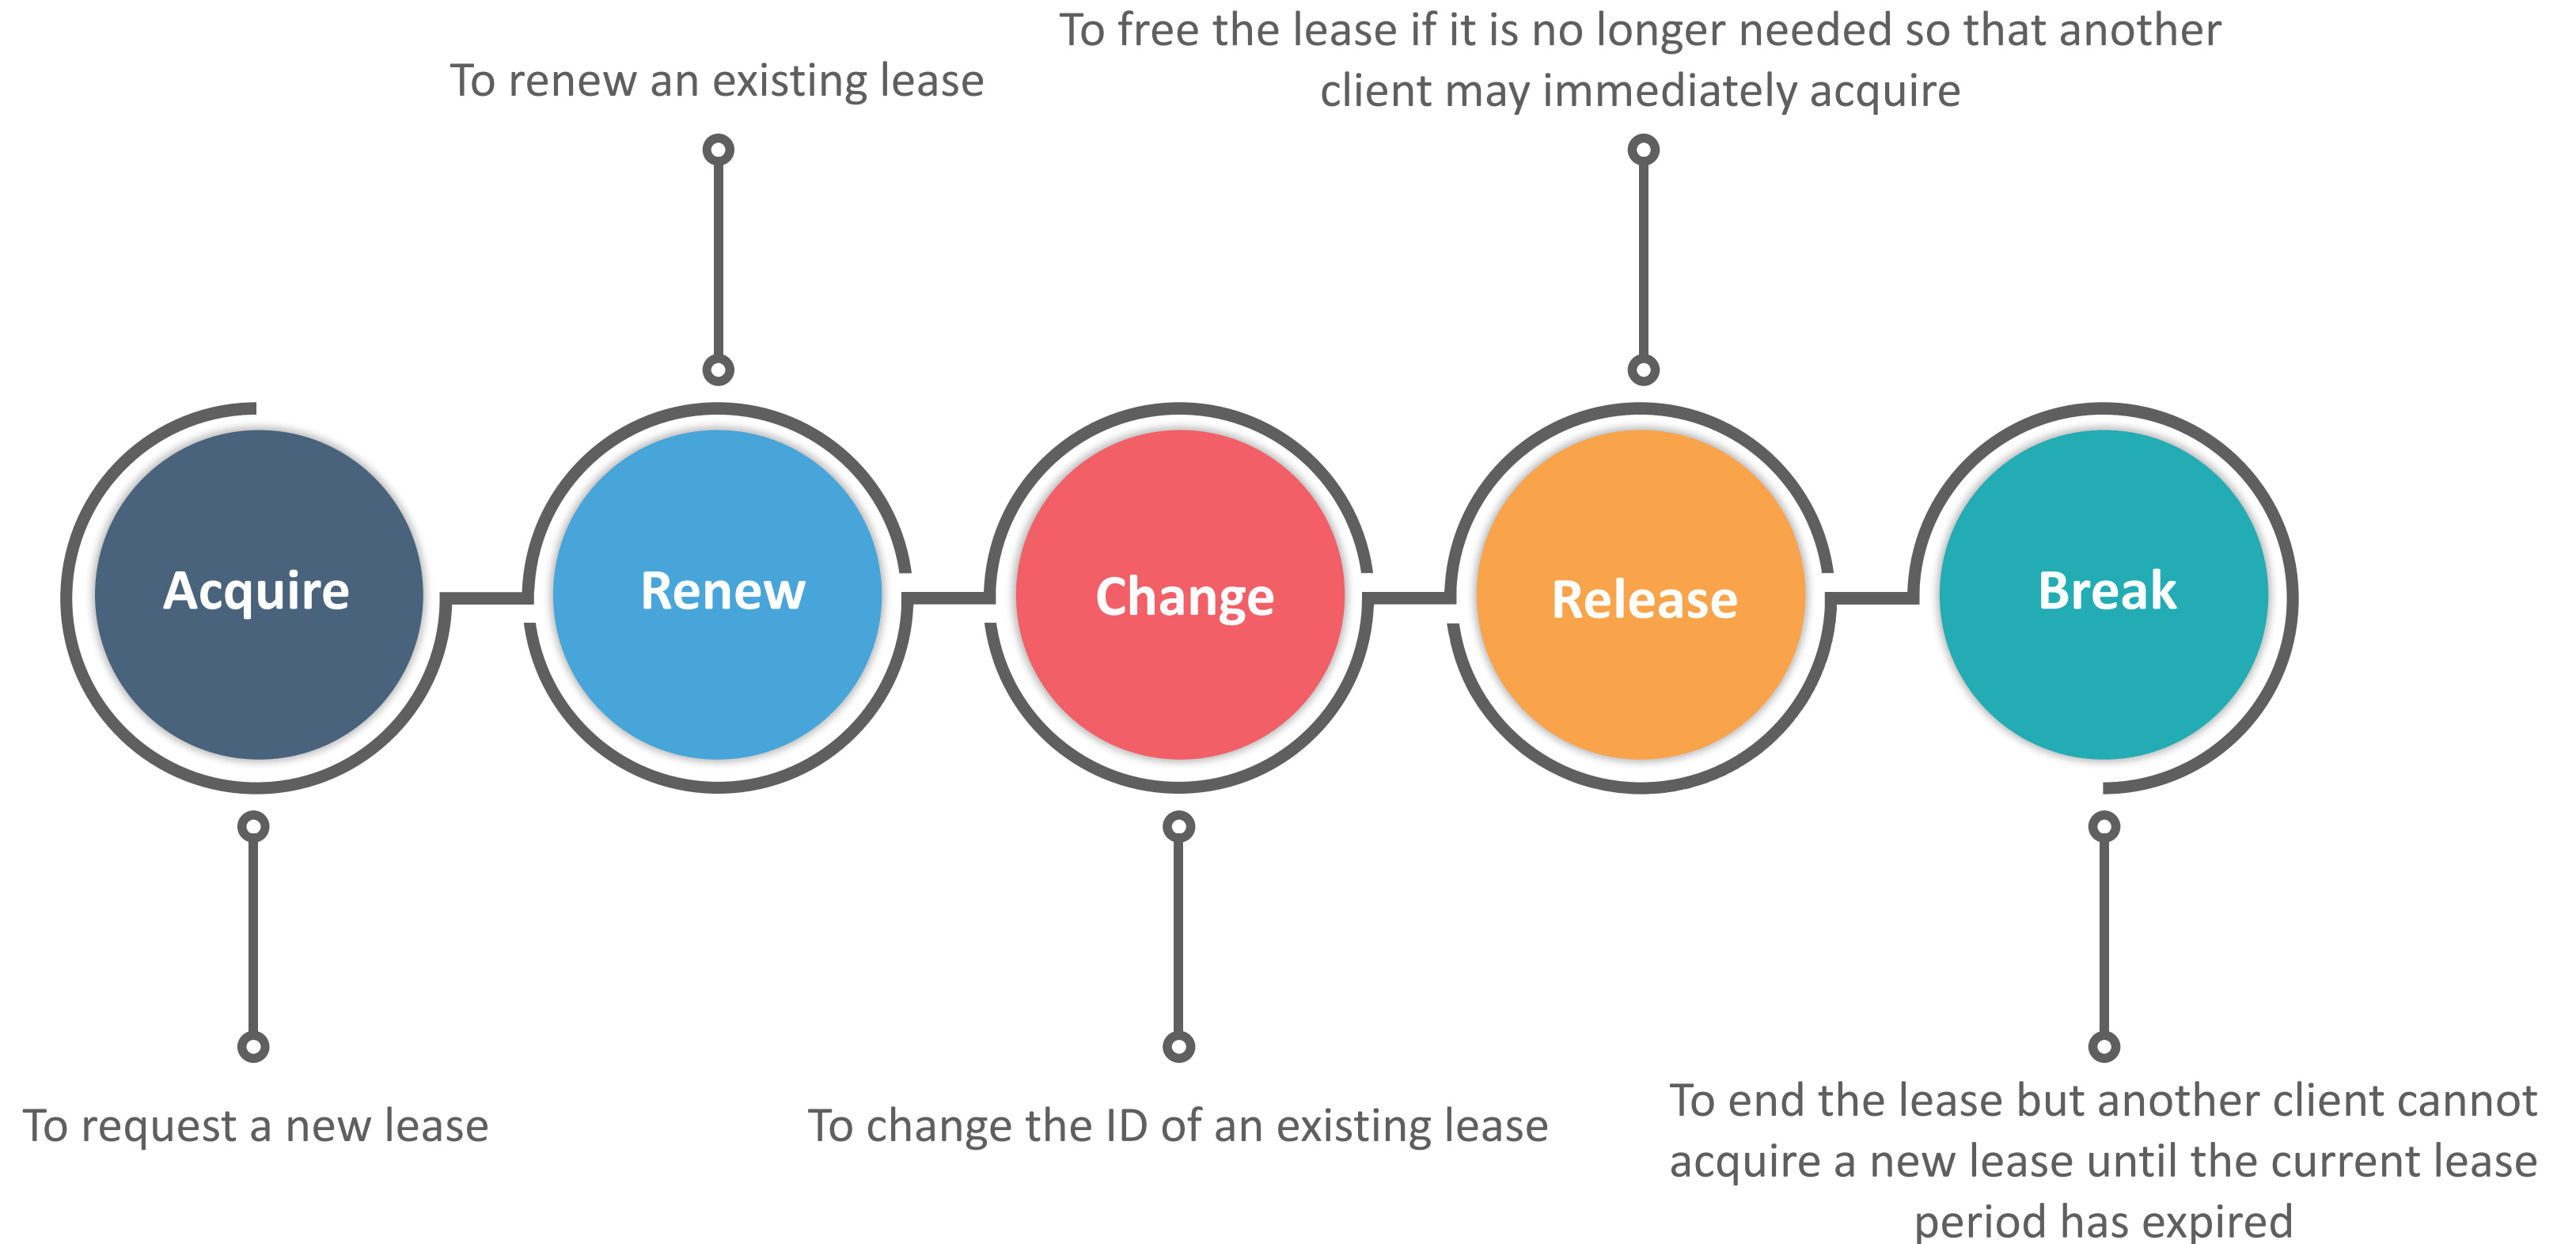 To free the lease if it is no longer needed so that another
client may immediately acquire
To renew an existing lease
Acquire
Renew
Change
Release
Break
To request a new lease
To change the ID of an existing lease
To end the lease but another client cannot
acquire a new lease until the current lease
period has expired